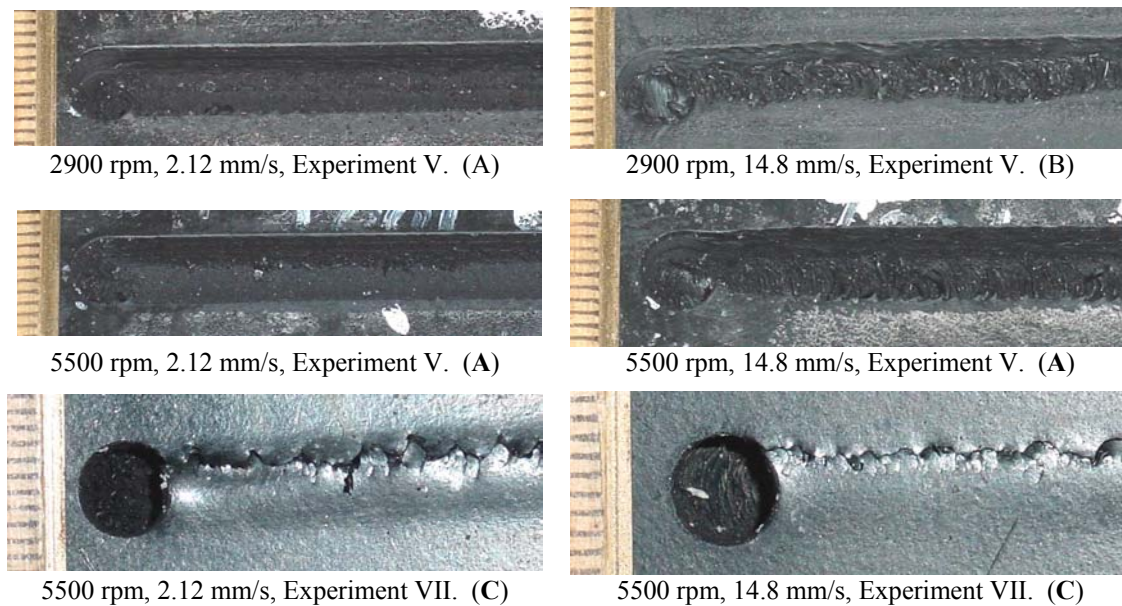 2900 rpm, 2.12 mm/s, Experiment V. (A)
2900 rpm, 14.8 mm/s, Experiment V. (B)
5500 rpm, 2.12 mm/s, Experiment V. (A)
5500 rpm, 14.8 mm/s, Experiment V. (A)
5500 rpm, 2.12 mm/s, Experiment VII. (C)
5500 rpm, 14.8 mm/s, Experiment VII. (C)